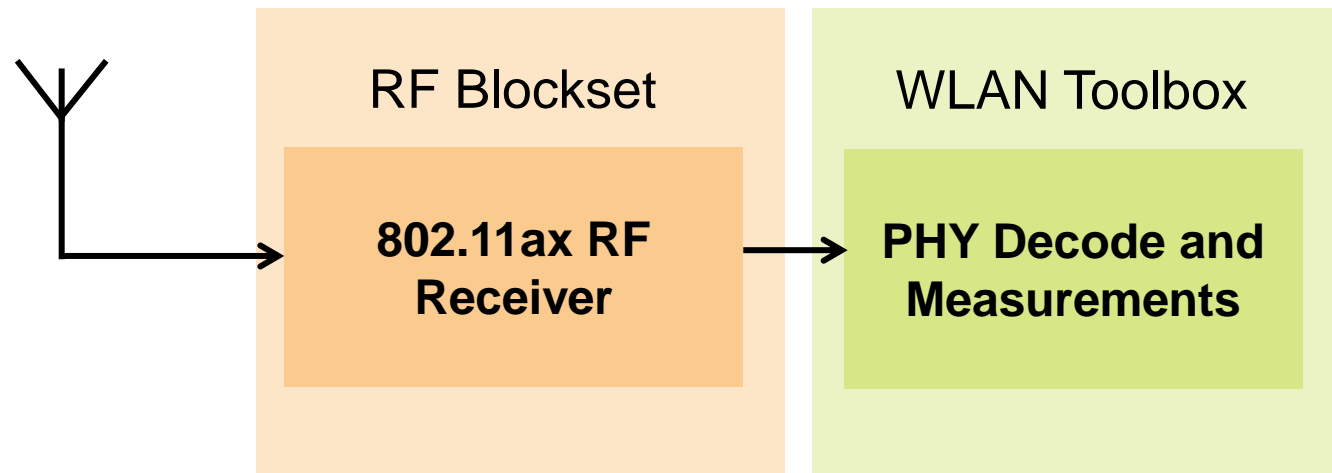 RF Blockset
802.11ax RF
Receiver
WLAN Toolbox
PHY Decode and
Measurements